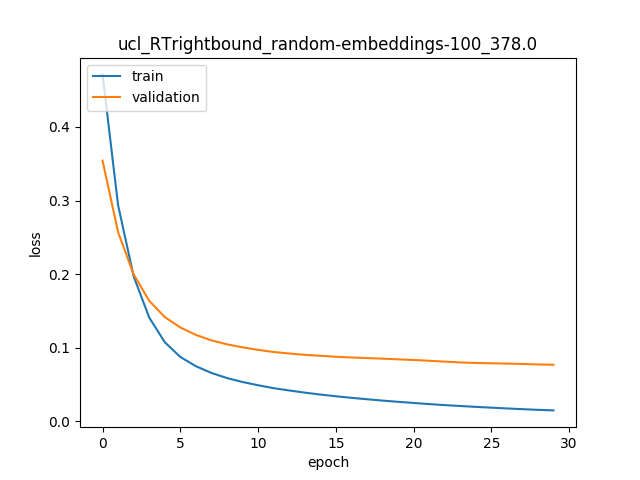 ucl_RTrightbound_random-embeddings-100_378.0
train
validation
loss
0.4
0.3
0.2
0.1
0.0
0 5 10 15 20 25 30
epoch